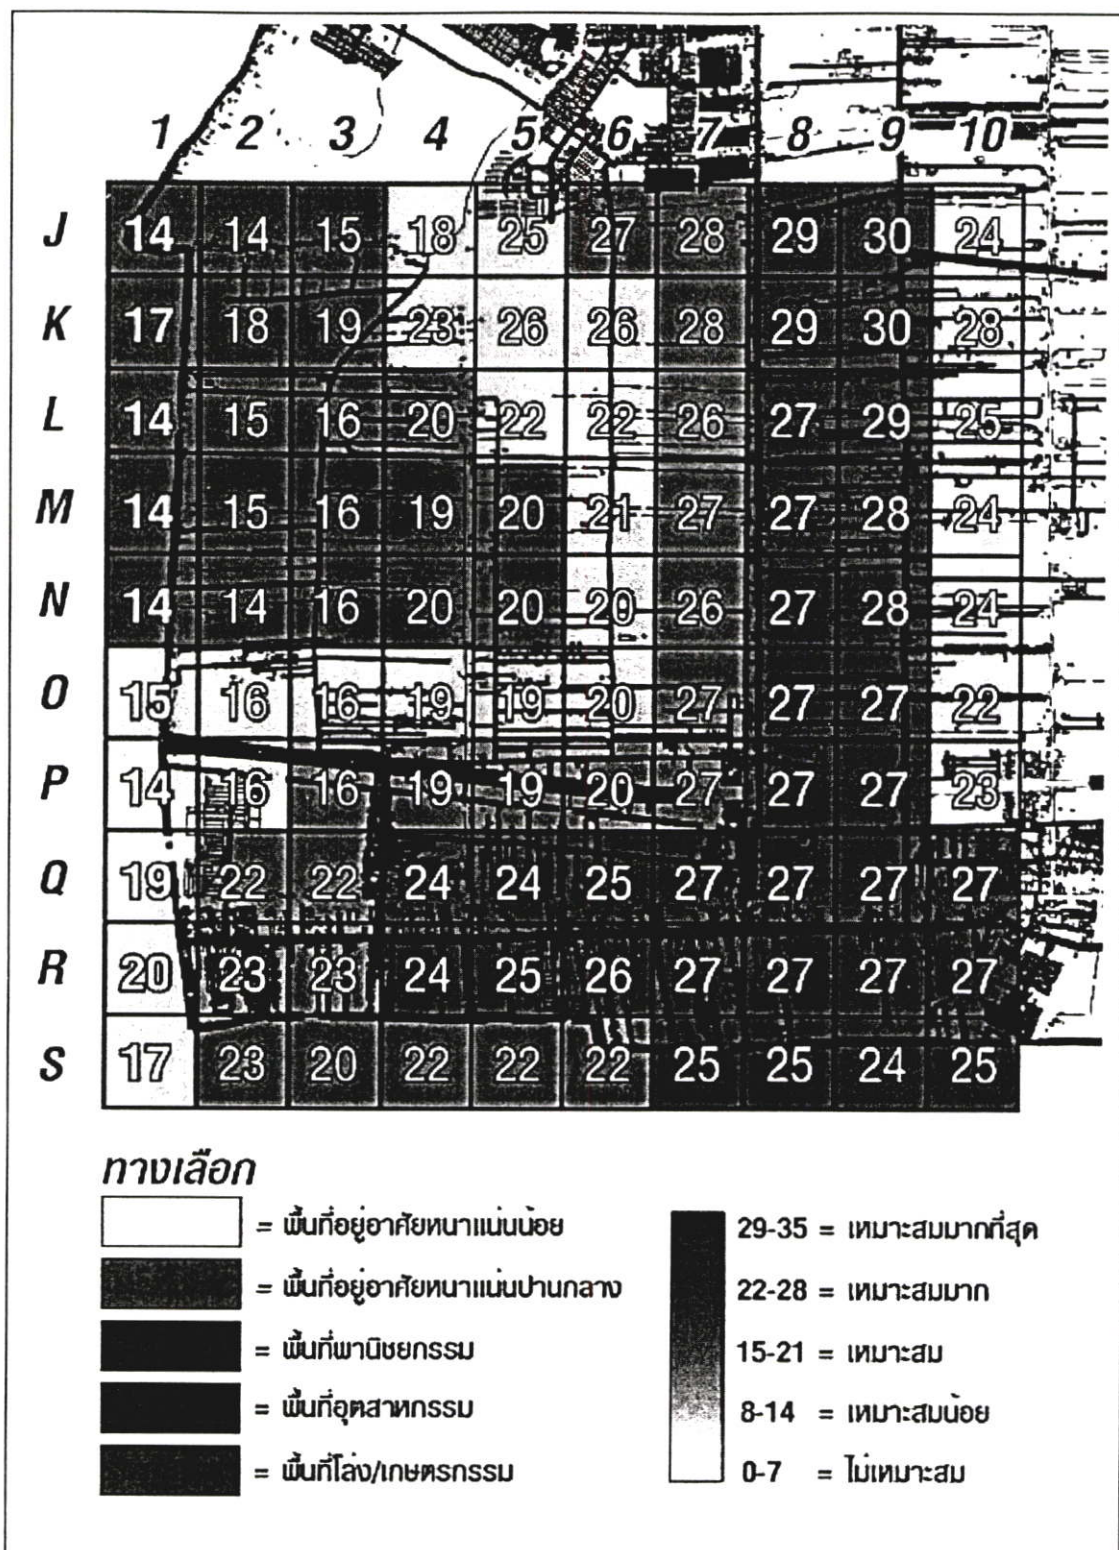 1 2 3 4 5 6 7 8 9 10
J 14 14 15 18 25 27 28 29 30 24
K 17 18 19 23 26 26 28 29 30 28
L 14 15 16 20 22 22 26 27 29 25
M 14 15 16 19 20 21 27 27 28 24
N 14 14 16 20 20 20 26 27 28 24
O 15 16 16 19 19 20 27 27 27 22
P 14 16 16 19 19 20 27 27 27 23
Q 19 22 22 24 24 25 27 27 27 27
R 20 23 23 24 25 26 27 27 27 27
S 17 23 20 22 22 22 25 25 24 25
ทางเลือก
= พื้นที่อยู่อาศัยหนาแน่นน้อย
= พื้นที่อยู่อาศัยหนาแน่นปานกลาง
= พื้นที่พานิชยกรรม
= พื้นที่อุตสาหกรรม
= พื้นที่โล่ง/เกษตรกรรม
29-35 = เหมาะสมมากที่สุด
22-28 = เหมาะสมมาก
15-21 = เหมาะสม
8-14 = เหมาะสมน้อย
0-7 = ไม่เหมาะสม